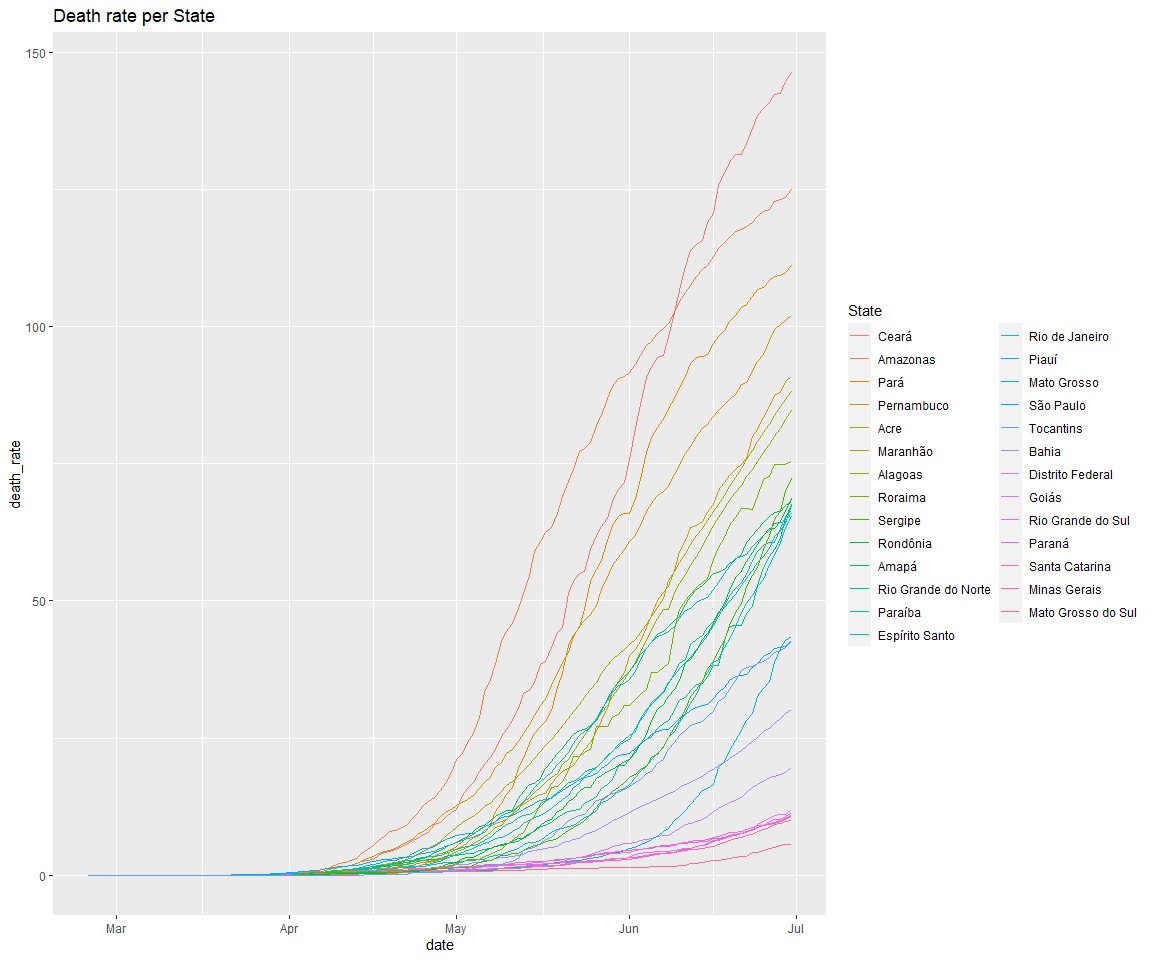 Death rate per State
150
100
50
0
death_rate
Mar
Apr
May
Jun
Jul
date
State
Ceará
Amazonas
Pará
Pernambuco
Acre
Maranhão
Alagoas
Roraima
Sergipe
Rondônia
Amapá
Rio Grande do Norte
Paraíba
Espírito Santo
Rio de Janeiro
Piauí
Mato Grosso
São Paulo
Tocantins
Bahia
Distrito Federal
Goiás
Rio Grande do Sul
Paraná
Santa Catarina
Minas Gerais
Mato Grosso do Sul